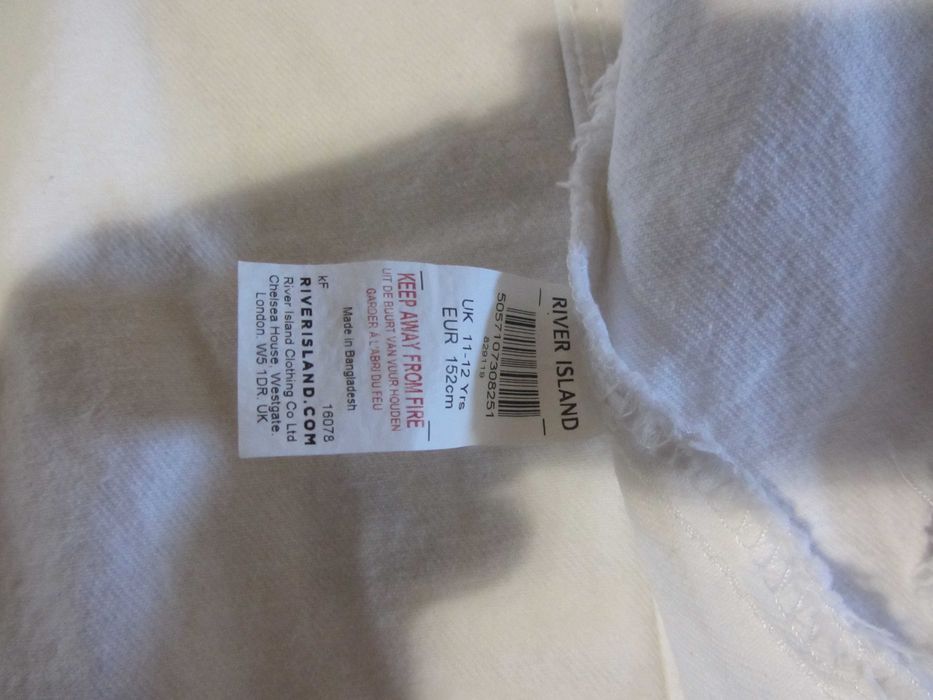 RIVER ISLAND
829119
5057107308251
UK 11-12 Yrs
EUR 152cm
KEEP AWAY FROM FIRE
UIT DE BUURT VAN VUUR HOUDEN
GARDER À L'ABRI DU FEU
Made in Bangladesh
kF 16078
RIVERISLAND.COM
River Island Clothing Co Ltd
Chelsea House, Westgate,
London. W5 1DR. UK